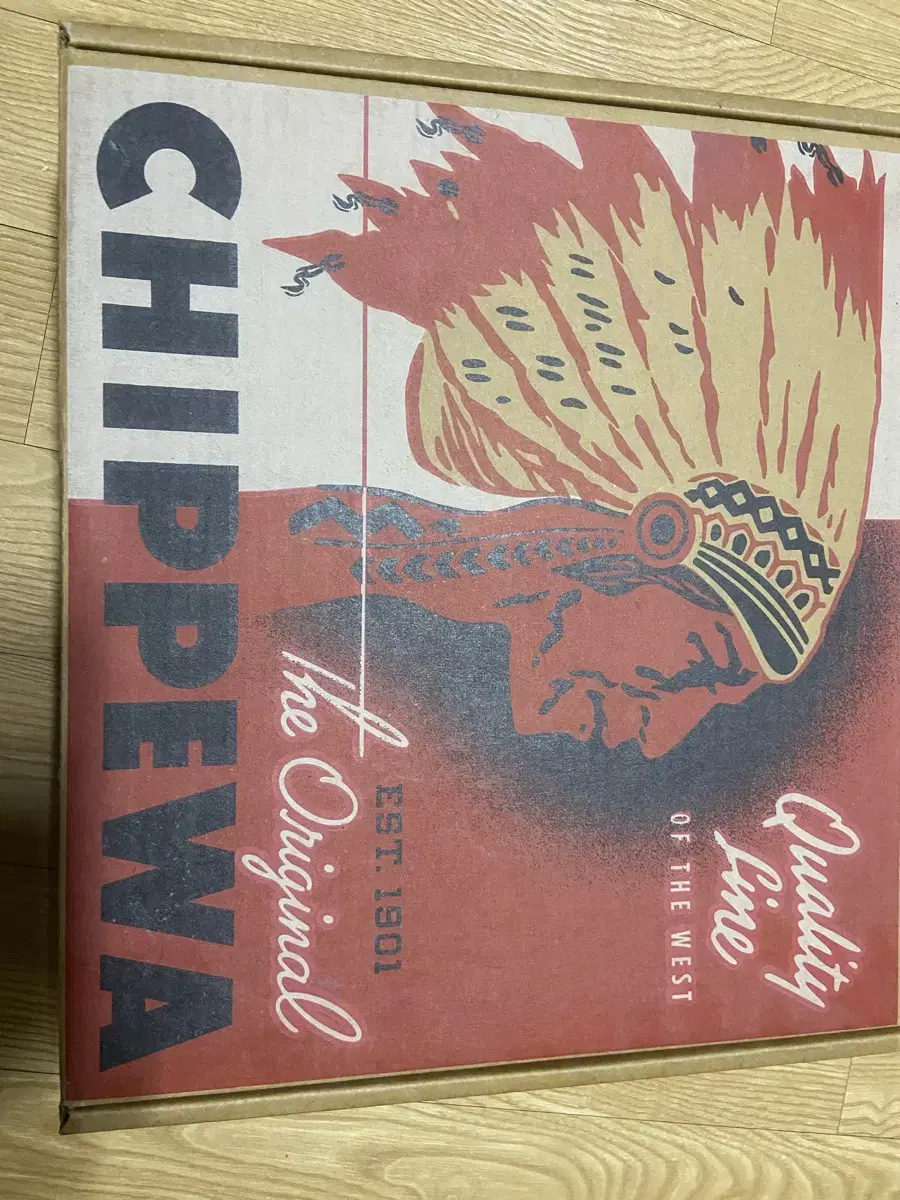 Quality
Line
OF THE WEST
EST. 1901
The Original
CHIPPEWA